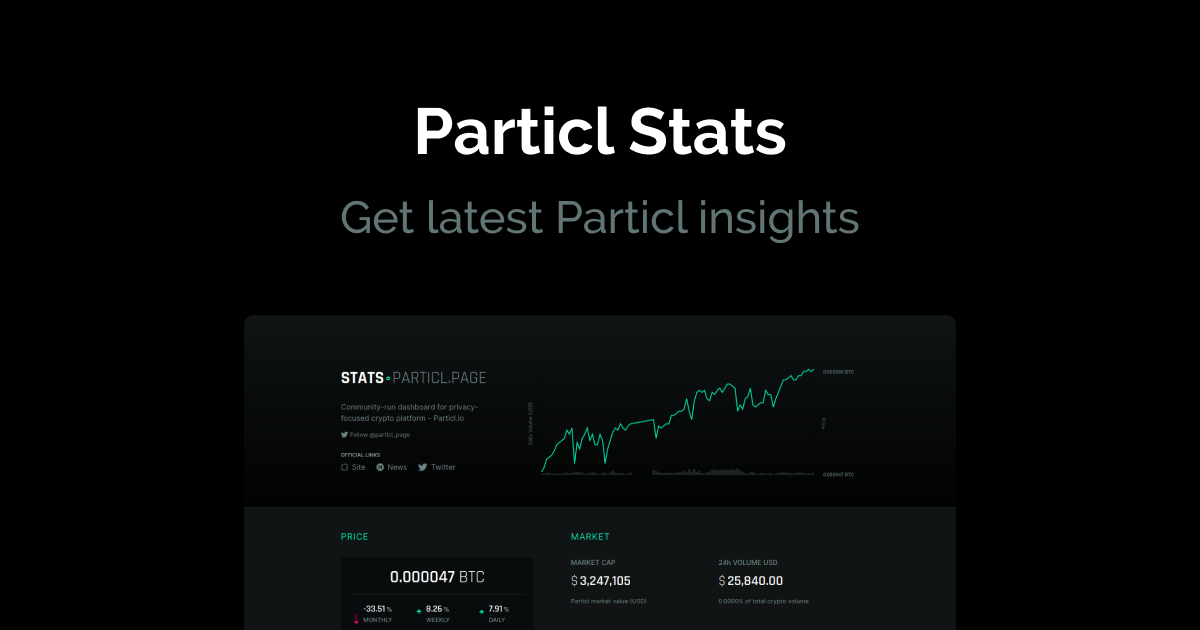 Particl Stats
Get latest Particl insights
STATS PARTICL.PAGE
Community-run dashboard for privacy-
focused crypto platform – Particl.io
Follow @particl_page
OFFICIAL LINKS
Site News Twitter
Daily Volume (USD)
Price
0.000047 BTC
PRICE
0.000047 BTC
-33.51 %
MONTHLY
8.26 %
WEEKLY
7.91 %
DAILY
MARKET
MARKET CAP
$ 3,247,105
Particl market value (USD)
24h VOLUME USD
$ 25,840.00
0.0000% of total crypto volume